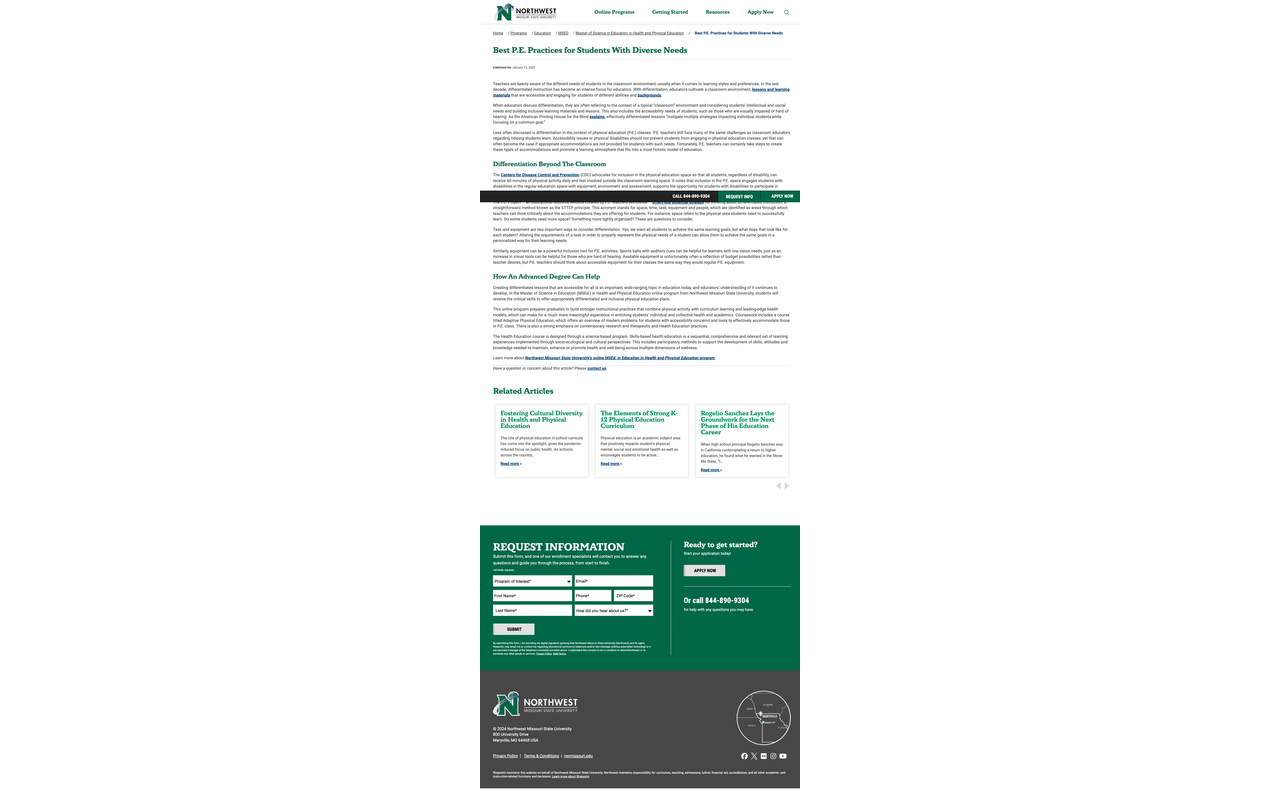 NORTHWEST
MISSOURI STATE UNIVERSITY
Online Programs Getting Started Resources Apply Now
Home / Programs / Education / MSED / Master of Science in Education in Health and Physical Education / Best P.E. Practices for Students With Diverse Needs
Best P.E. Practices for Students With Diverse Needs
Published On: January 13, 2022
Teachers are keenly aware of the different needs of students in the classroom environment, usually when it comes to learning styles and preferences. In the last
decade, differentiated instruction has become an intense focus for educators. With differentiation, educators cultivate a classroom environment, lessons and learning
materials that are accessible and engaging for students of different abilities and backgrounds.
When educators discuss differentiation, they are often referring to the context of a typical "classroom" environment and considering students' intellectual and social
needs and building inclusive learning materials and lessons. This also includes the accessibility needs of students, such as those who are visually impaired or hard of
hearing. As the American Printing House for the Blind explains, effectively differentiated lessons "instigate multiple strategies impacting individual students while
focusing on a common goal."
Less often discussed is differentiation in the context of physical education (P.E.) classes. P.E. teachers still face many of the same challenges as classroom educators
regarding helping students learn. Accessibility issues or physical disabilities should not prevent students from engaging in physical education classes, yet that can
often become the case if appropriate accommodations are not provided for students with such needs. Fortunately, P.E. teachers can certainly take steps to create
these types of accommodations and promote a learning atmosphere that fits into a more holistic model of education.
Differentiation Beyond The Classroom
The Centers for Disease Control and Prevention (CDC) advocates for inclusion in the physical education space so that all students, regardless of disability, can
receive 60 minutes of physical activity daily and feel involved outside the classroom learning space. It notes that inclusion in the P.E. space engages students with
disabilities in the regular education space with equipment, environment and assessment; supports the opportunity for students with disabilities to participate in
CALL 844-890-9304 REQUEST INFO APPLY NOW
straightforward method known as the STTEP principle. This acronym stands for space, time, task, equipment and people, which are identified as areas through which
teachers can think critically about the accommodations they are offering for students. For instance, space refers to the physical area students need to successfully
learn. Do some students need more space? Something more tightly organized? These are questions to consider.
Task and equipment are two important ways to consider differentiation. Yes, we want all students to achieve the same learning goals, but what does that look like for
each student? Altering the requirements of a task in order to properly represent the physical needs of a student can allow them to achieve the same goals in a
personalized way for their learning needs.
Similarly, equipment can be a powerful inclusion tool for P.E. activities. Sports balls with auditory cues can be helpful for learners with low vision needs, just as an
increase in visual tools can be helpful for those who are hard of hearing. Available equipment is unfortunately often a reflection of budget possibilities rather than
teacher desires, but P.E. teachers should think about accessible equipment for their classes the same way they would regular P.E. equipment.
How An Advanced Degree Can Help
Creating differentiated lessons that are accessible for all is an important, wide-ranging topic in education today, and educators' understanding of it continues to
develop. In the Master of Science in Education (MSEd.) in Health and Physical Education online program from Northwest Missouri State University, students will
receive the critical skills to offer appropriately differentiated and inclusive physical education plans.
This online program prepares graduates to build stronger instructional practices that combine physical activity with curriculum learning and leading-edge health
models, which can make for a much more meaningful experience in enriching students' individual and collective health and academics. Coursework includes a course
titled Adaptive Physical Education, which offers an overview of modern problems for students with accessibility concerns and tools to effectively accommodate those
in P.E. class. There is also a strong emphasis on contemporary research and therapeutic and Health Education practices.
The Health Education course is designed through a science-based program. Skills-based health education is a sequential, comprehensive and relevant set of learning
experiences implemented through socio-ecological and cultural perspectives. This includes participatory methods to support the development of skills, attitudes and
knowledge needed to maintain, enhance or promote health and well-being across multiple dimensions of wellness.
Learn more about Northwest Missouri State University's online MSEd. in Education in Health and Physical Education program
Have a question or concern about this article? Please contact us.
Related Articles
Fostering Cultural Diversity
in Health and Physical
Education
The role of physical education in school curricula
has come into the spotlight, given the pandemic-
induced focus on public health. As schools
across the country...
Read more »
The Elements of Strong K-
12 Physical Education
Curriculum
Physical education is an academic subject area
that positively impacts student's physical,
mental, social and emotional health as well as
encourages students to be active...
Read more »
Rogelio Sanchez Lays the
Groundwork for the Next
Phase of His Education
Career
When high school principal Rogelio Sanchez was
in California contemplating a return to higher
education, he found what he wanted in the Show-
Me State. "I...
Read more »
REQUEST INFORMATION
Submit this form, and one of our enrollment specialists will contact you to answer any
questions and guide you through the process, from start to finish.
*All fields required.
Program of Interest* Email*
First Name* Phone* ZIP Code*
Last Name* How did you hear about us?*
SUBMIT
Ready to get started?
Start your application today!
APPLY NOW
Or call 844-890-9304
for help with any questions you may have.
NORTHWEST
MISSOURI STATE UNIVERSITY
© 2024 Northwest Missouri State University
800 University Drive
Maryville, MO 64468 USA
Privacy Policy | Terms & Conditions | nwmissouri.edu
MARYVILLE
Risepoint maintains this website on behalf of Northwest Missouri State University. Northwest maintains responsibility for curriculum, teaching, admissions, tuition, financial aid, accreditation, and all other academic- and
instruction-related functions and decisions. Learn more about Risepoint.